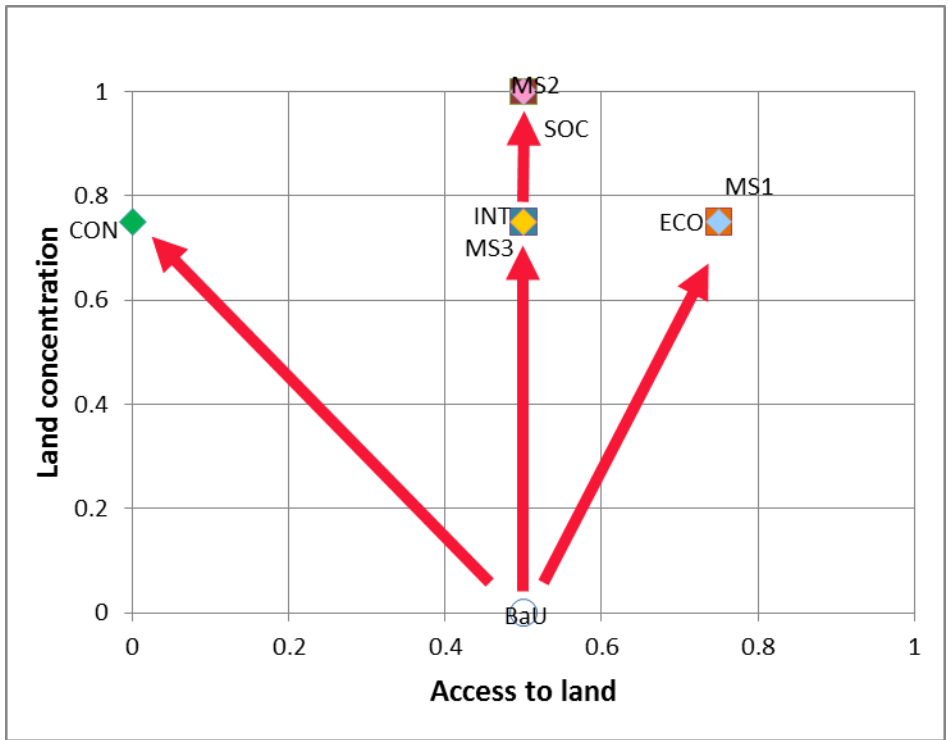 MS2
1
SOC
MS1
0.8
INT
ECO
CON
MS3
0.6
Land concentration
0.4
0.2
0
BaU
0 0.2 0.4 0.6 0.8 1
Access to land